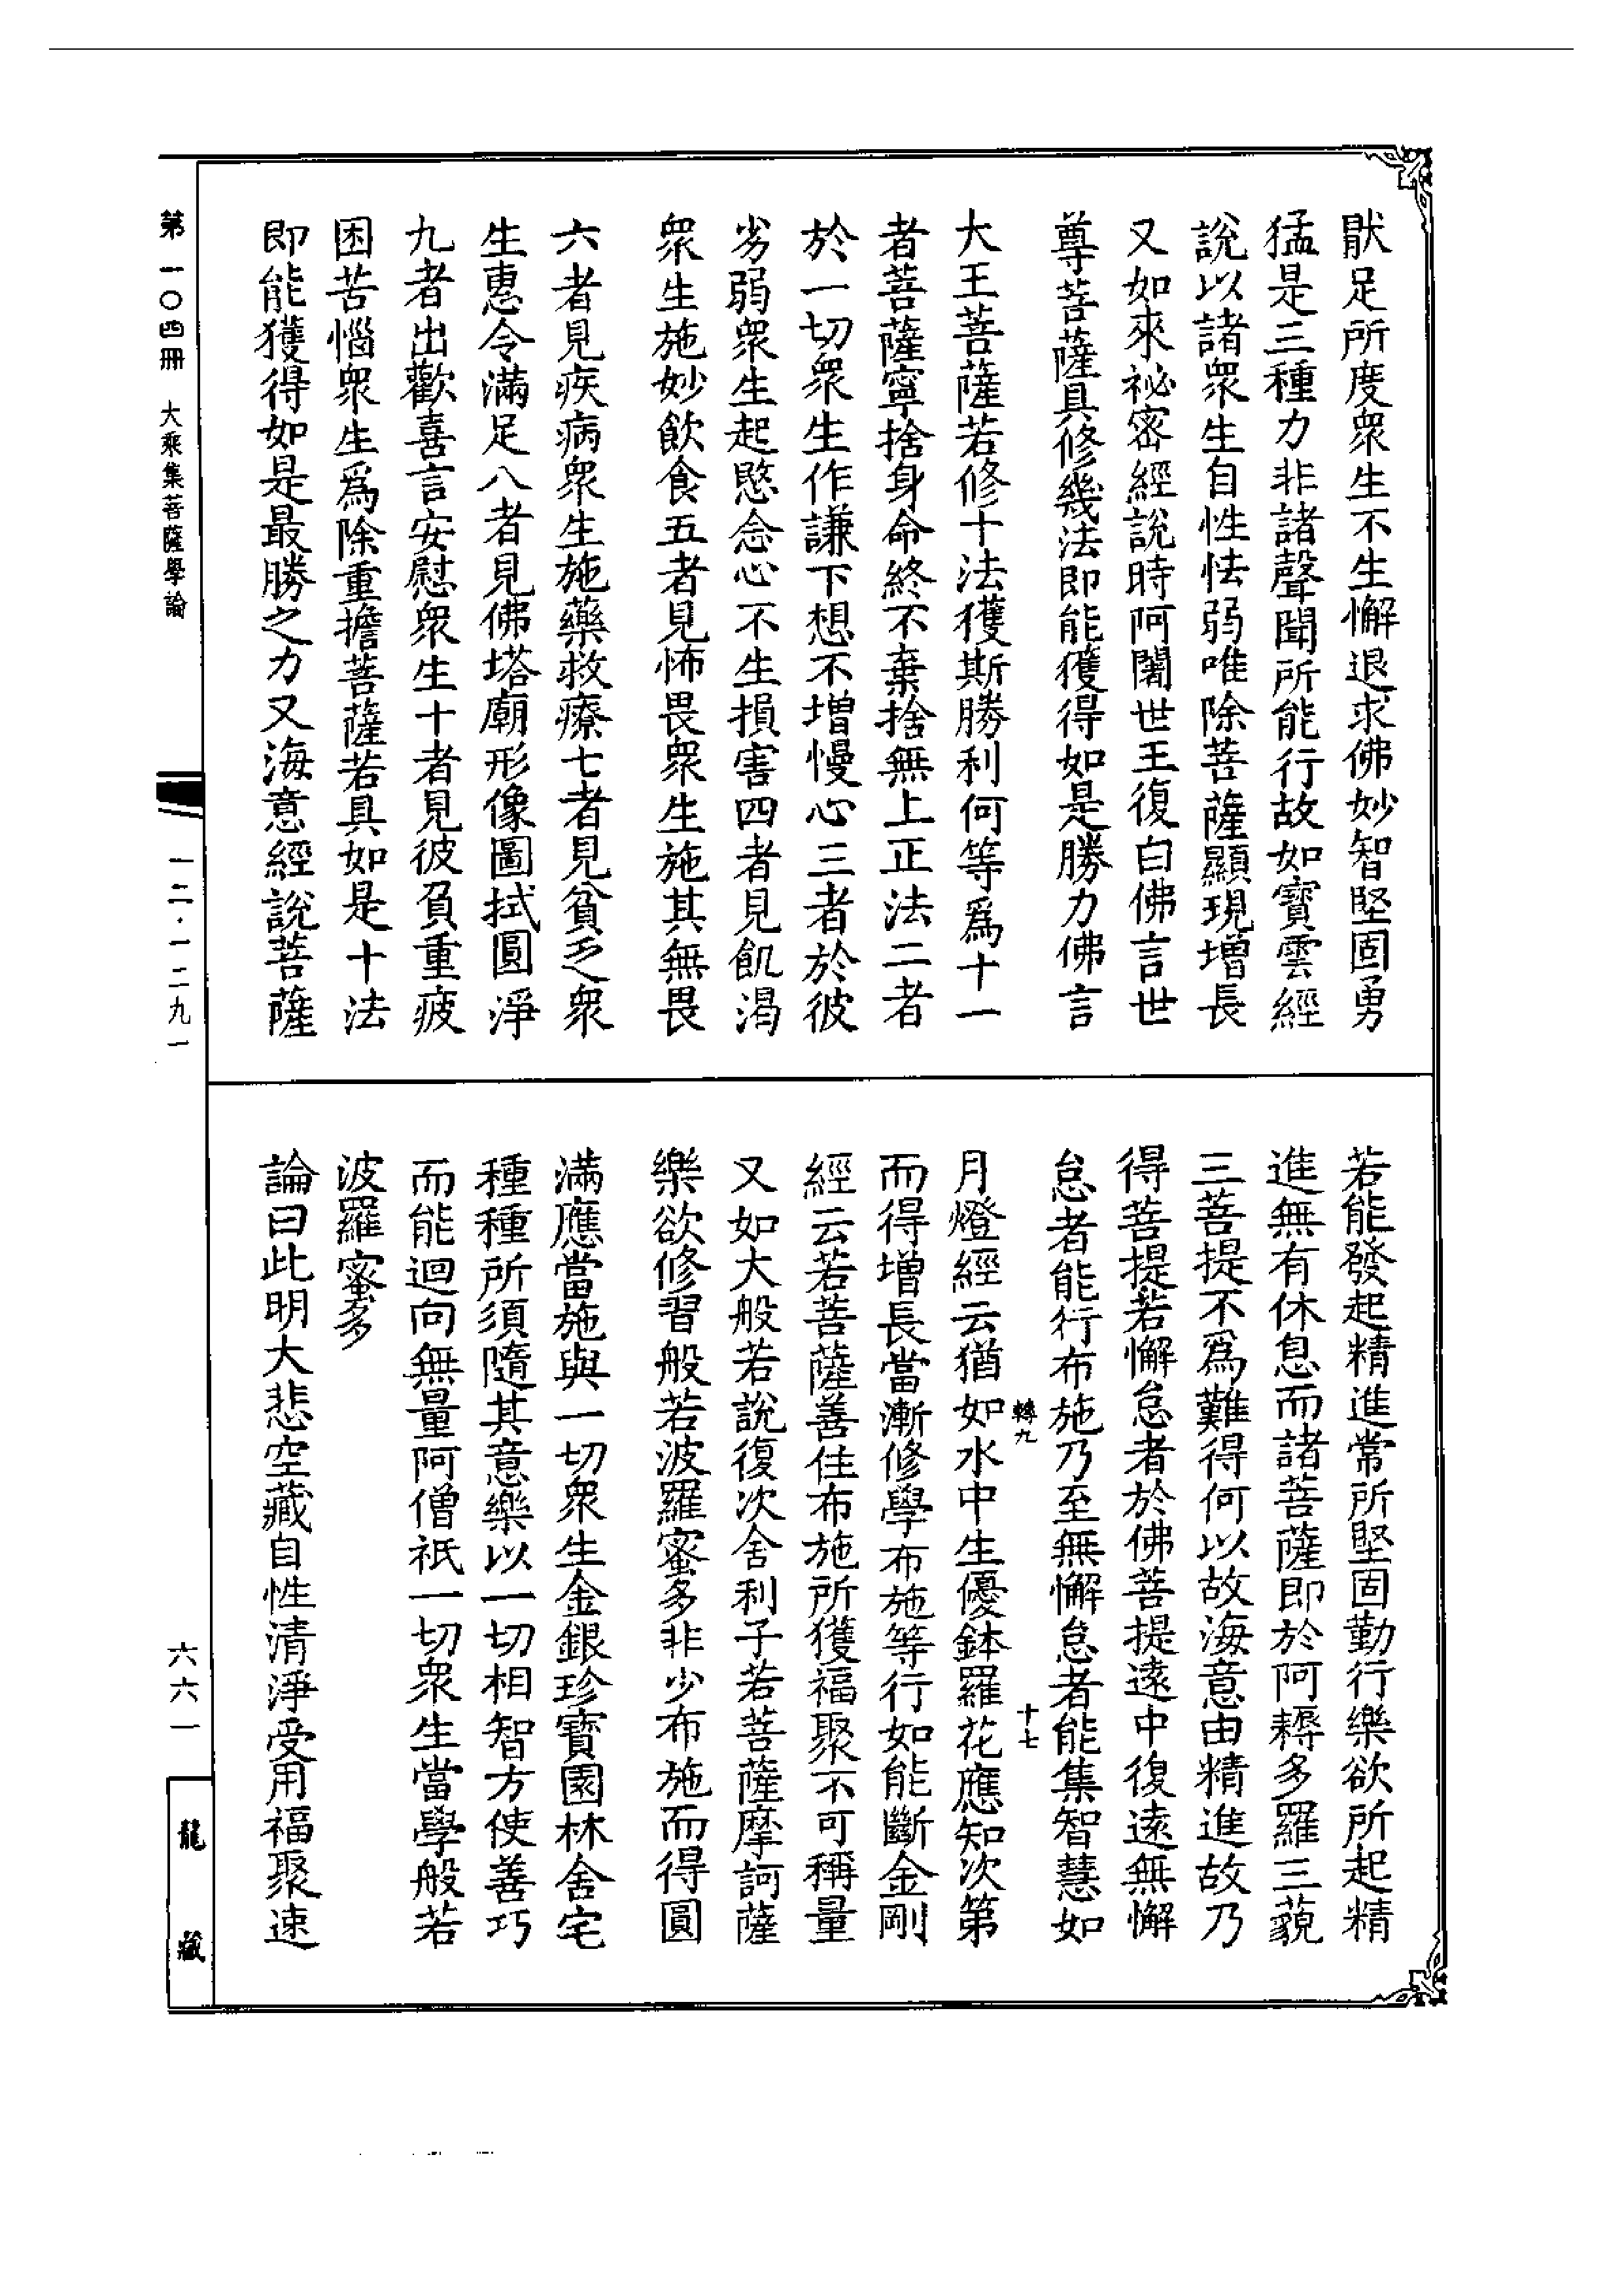 猒足所度衆生不生懈退求佛妙智堅固勇
猛是三種力非諸聲聞所能行故如寳雲經
說以諸衆生自性怯弱唯除菩薩顯現增長
又如來祕密經說時阿闍世王復白佛言世
尊菩薩具修幾法即能獲得如是勝力佛言
大王菩薩若修十法獲斯勝利何等爲十一
者菩薩寧捨身命終不棄捨無上正法二者
於一切衆生作謙下想不增慢心三者於彼
劣弱衆生起愍念心不生損害四者見飢渴
衆生施妙飲食五者見怖畏衆生施其無畏
六者見疾病衆生施藥救療七者見貧乏衆
生惠令滿足八者見佛塔廟形像圖拭圓淨
九者出歡喜言安慰衆生十者見彼負重疲
困苦惱衆生爲除重擔菩薩若具如是十法
即能獲得如是最勝之力又海意經說菩薩
若能發起精進常所堅固勤行樂欲所起精
進無有休息而諸菩薩即於阿耨多羅三藐
三菩提不爲難得何以故海意由精進故乃
得菩提若懈怠者於佛菩提遠中復遠無懈
怠者能行布施乃至無懈怠者能集智慧如
轉九
十七
月燈經云猶如水中生優鉢羅花應知次第
而得增長當漸修學布施等行如能斷金剛
經云若菩薩善住布施所獲福聚不可稱量
又如大般若說復次舍利子若菩薩摩訶薩
樂欲修習般若波羅蜜多非少布施而得圓
滿應當施與一切衆生金銀珍寳園林舍宅
種種所須隨其意樂以一切相智方便善巧
而能迴向無量阿僧祇一切衆生當學般若
波羅蜜多
論曰此明大悲空藏自性清淨受用福聚速
第一〇四冊 大乘集菩薩學論
一二·一二九一
六六一
龍藏